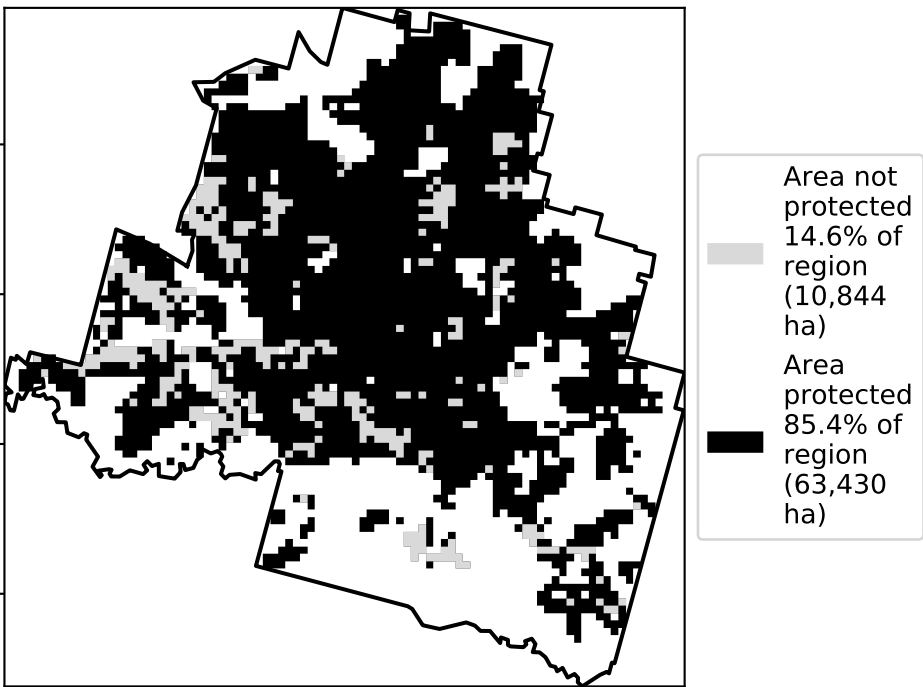 Area not
protected
14.6% of
region
(10,844
ha)
Area
protected
85.4% of
region
(63,430
ha)